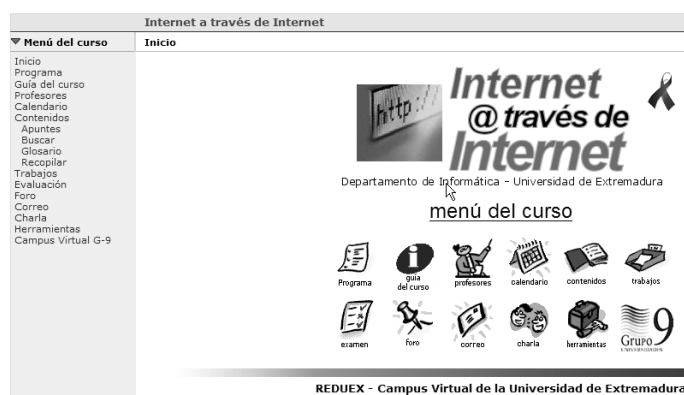 Internet a través de Internet
Menú del curso
Inicio
Inicio
Programa
Guía del curso
Profesores
Calendario
Contenidos
Apuntes
Buscar
Glosario
Recopilar
Trabajos
Evaluación
Foro
Correo
Charla
Herramientas
Campus Virtual G-9
http://
Internet
@ través de
Internet
Departamento de Informática - Universidad de Extremadura
menú del curso
Programa
guia
del curso
profesores
calendario
contenidos
trabajos
examen
foro
correo
charla
herramientas
Grupo 9
UNIVERSIDADES
REDUEX - Campus Virtual de la Universidad de Extremadura